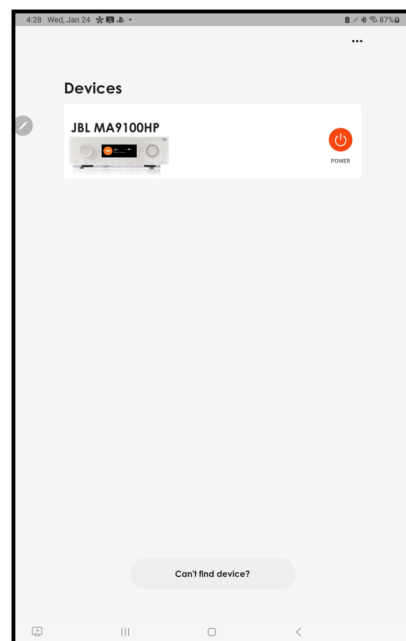 4:28 Wed, Jan 24
87%
Devices
JBL MA9100HP
POWER
Can't find device?